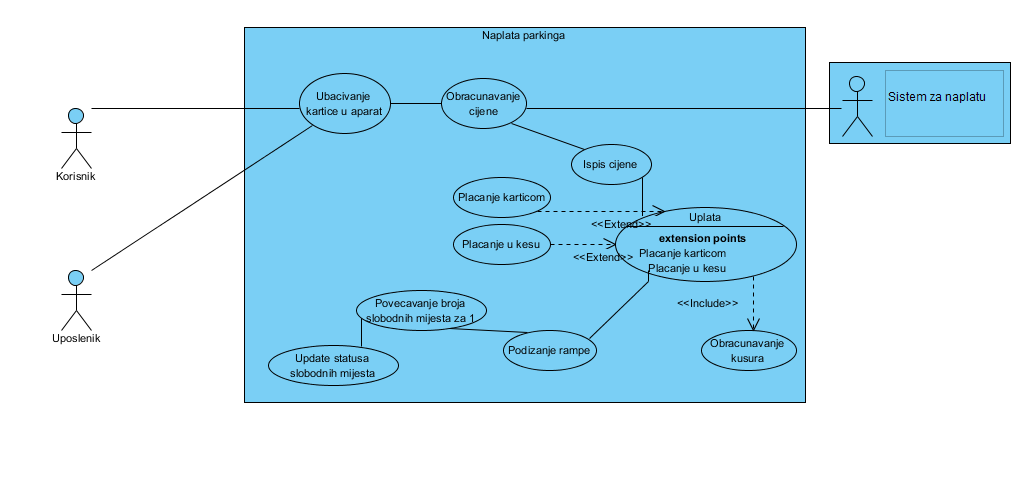 Naplata parkinga
Ubacivanje
kartice u aparat
Obracunavanje
cijene
Sistem za naplatu
Korisnik
Ispis cijene
Placanje karticom
<<Extend>>
Uplata
extension points
Placanje karticom
Placanje u kesu
Placanje u kesu
<<Extend>>
Uposlenik
<<Include>>
Povecavanje broja
slobodnih mijesta za 1
Podizanje rampe
Obracunavanje
kusura
Update statusa
slobodnih mijesta